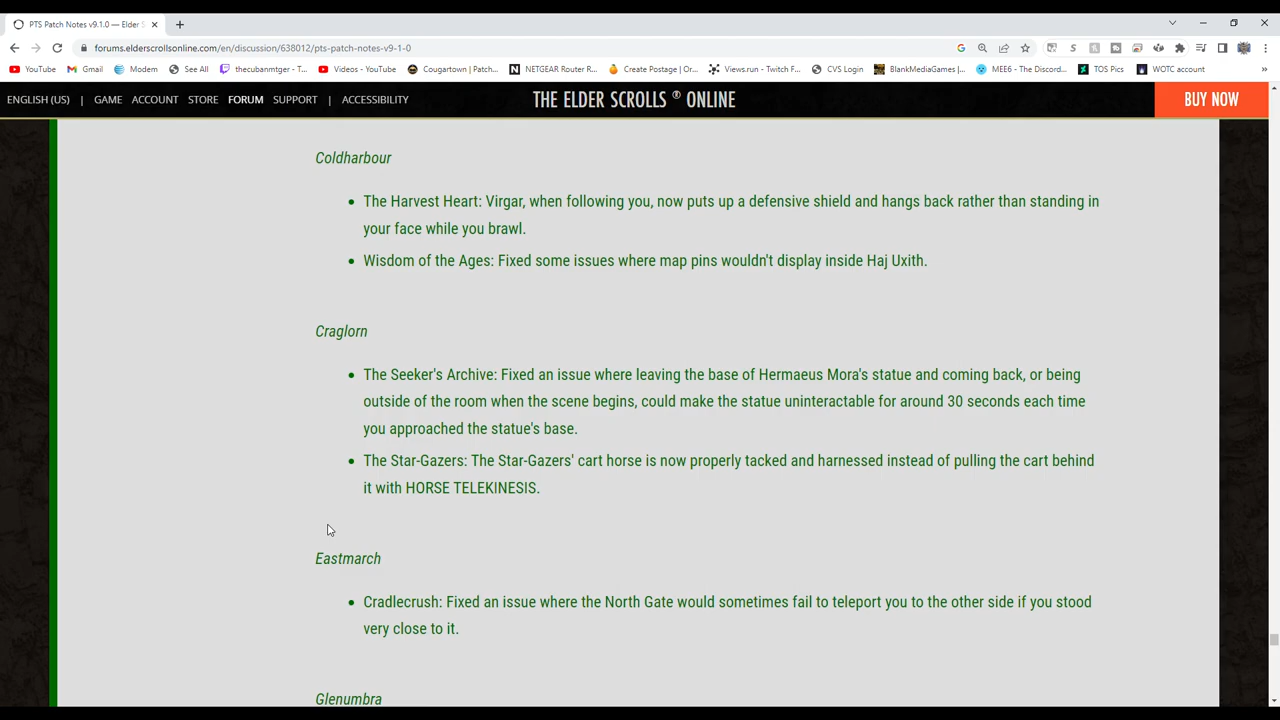 PTS Patch Notes v9.1.0 — Elder S
forums.elderscrollsonline.com/en/discussion/638012/pts-patch-notes-v9-1-0
YouTube Gmail Modem See All thecubanmtger - T... Videos - YouTube Cougartown | Patc... NETGEAR Router R... Create Postage | Or... Views.run - Twitch F... CVS Login BlankMediaGames |... MEE6 - The Discord... TOS Pics WOTC account »
ENGLISH (US) | GAME ACCOUNT STORE FORUM SUPPORT | ACCESSIBILITY THE ELDER SCROLLS ® ONLINE BUY NOW
Coldharbour
• The Harvest Heart: Virgar, when following you, now puts up a defensive shield and hangs back rather than standing in
your face while you brawl.
• Wisdom of the Ages: Fixed some issues where map pins wouldn't display inside Haj Uxith.
Craglorn
• The Seeker's Archive: Fixed an issue where leaving the base of Hermaeus Mora's statue and coming back, or being
outside of the room when the scene begins, could make the statue uninteractable for around 30 seconds each time
you approached the statue's base.
• The Star-Gazers: The Star-Gazers' cart horse is now properly tacked and harnessed instead of pulling the cart behind
it with HORSE TELEKINESIS.
Eastmarch
• Cradlecrush: Fixed an issue where the North Gate would sometimes fail to teleport you to the other side if you stood
very close to it.
Glenumbra